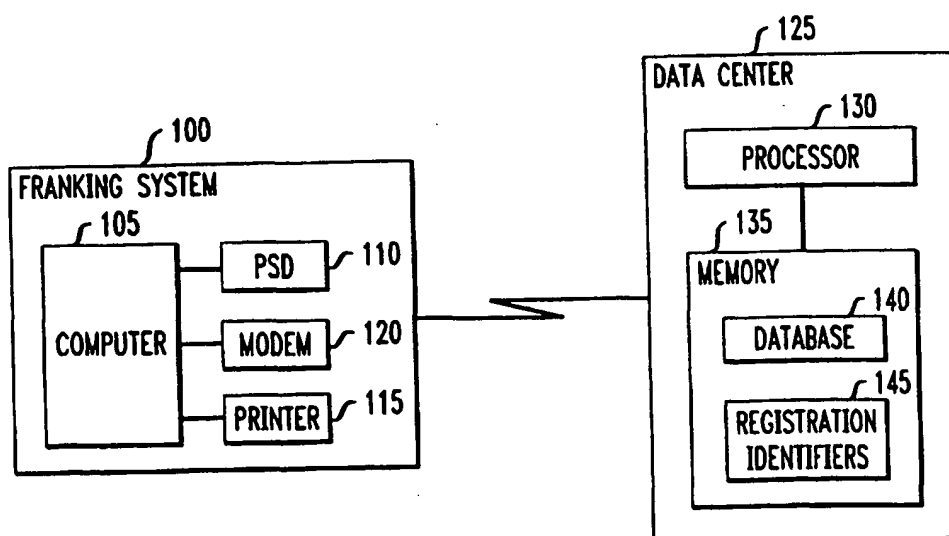 125
DATA CENTER
130
PROCESSOR
135
MEMORY
140
DATABASE
145
REGISTRATION
IDENTIFIERS
100
FRANKING SYSTEM
105
COMPUTER
PSD
110
MODEM
120
PRINTER
115